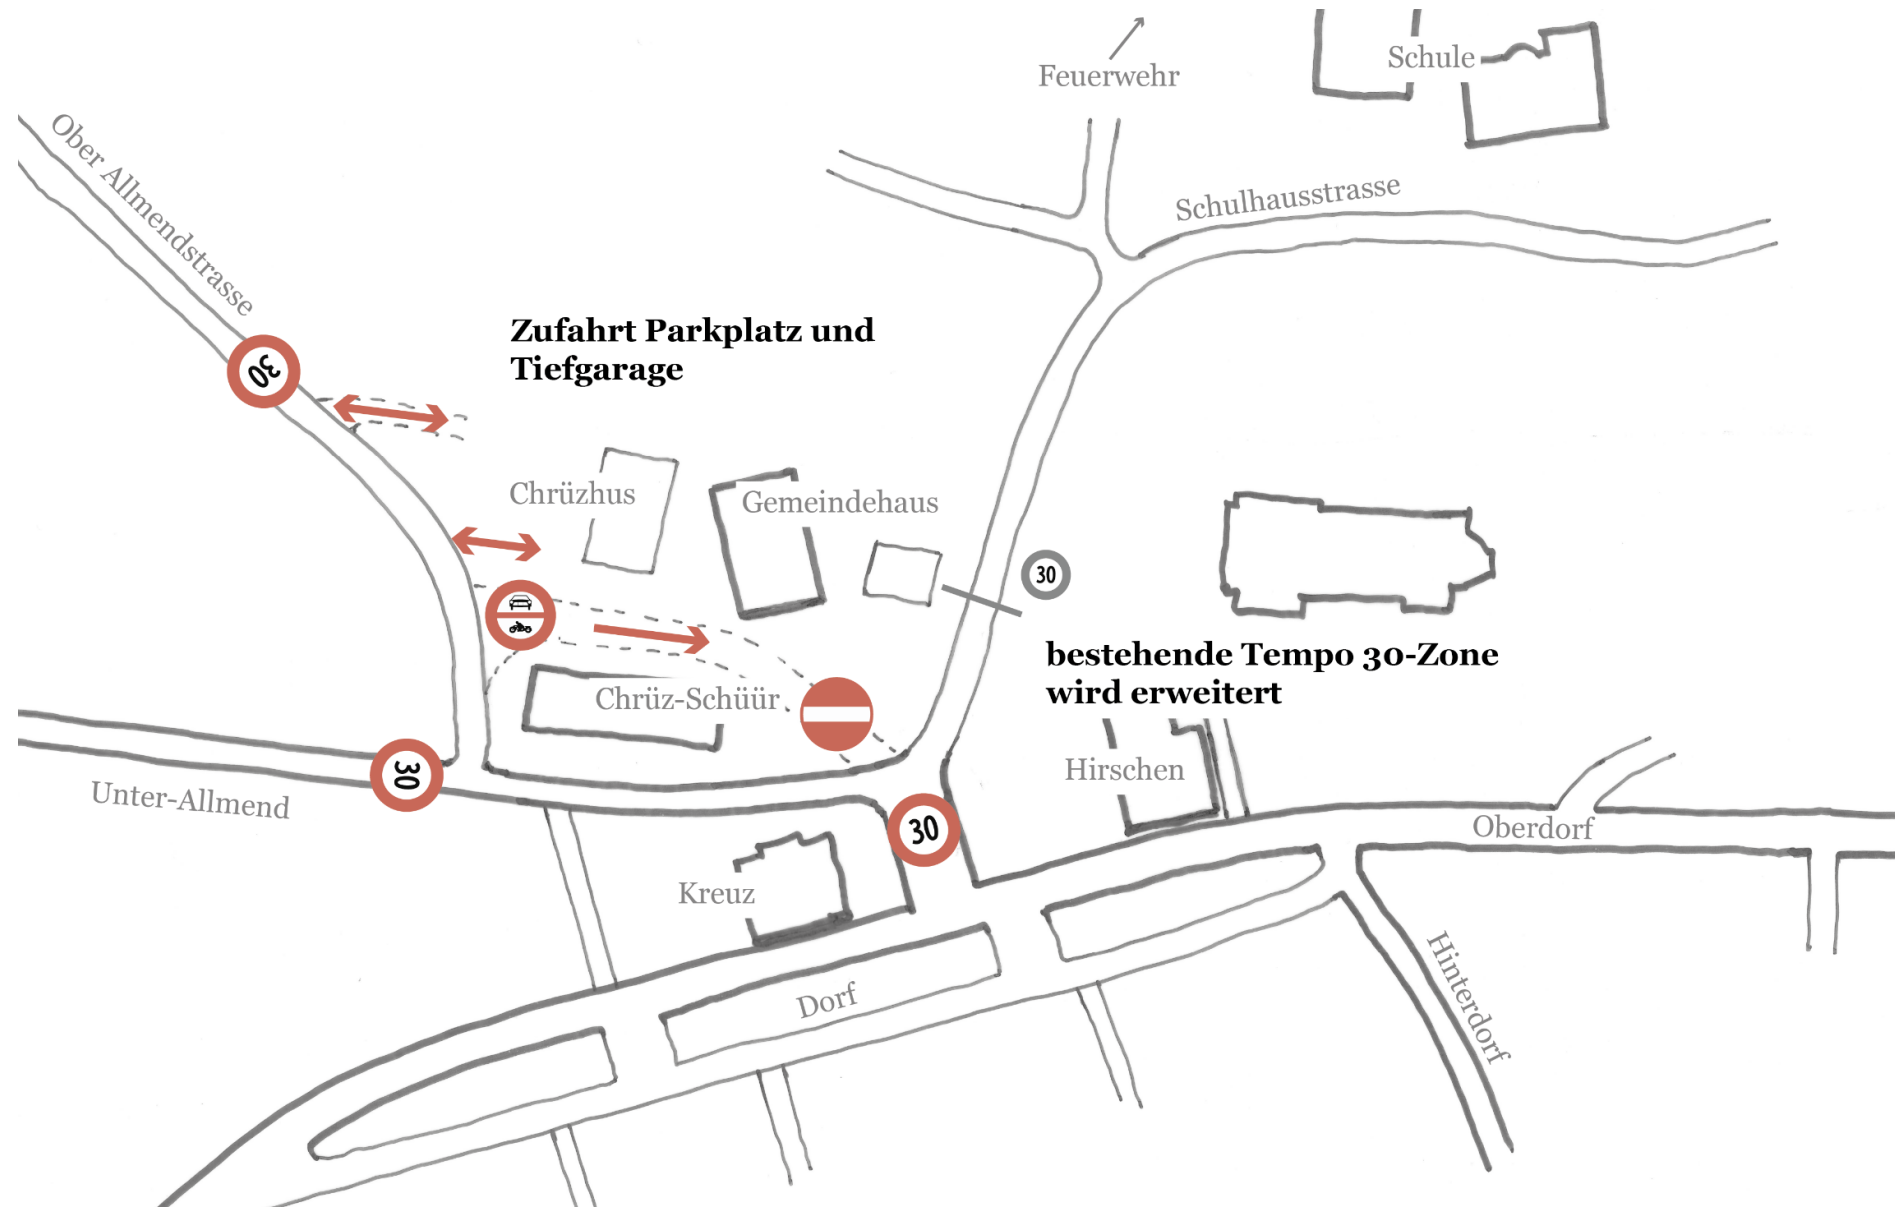 Schule
Feuerwehr
Ober Allmendstrasse
Schulhausstrasse
Zufahrt Parkplatz und
Tiefgarage
30
Chrüzhus
Gemeindehaus
30
bestehende Tempo 30-Zone
wird erweitert
Chrüz-Schüür
Hirschen
30
Unter-Allmend
30
Oberdorf
Kreuz
Dorf
Hinterdorf